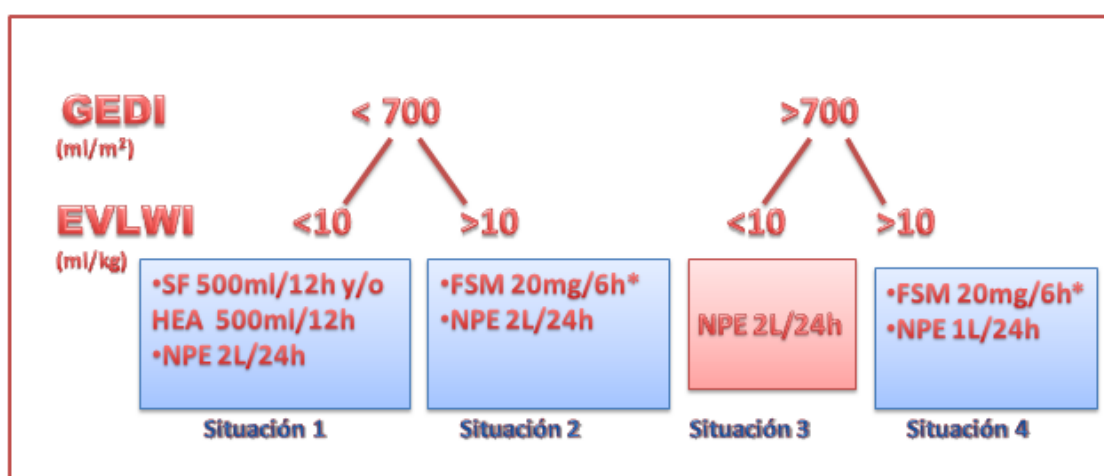 GEDI < 700 >700
(ml/m²)
EVLWI <10 >10 <10 >10
(ml/kg)
•SF 500ml/12h y/o
HEA 500ml/12h
•NPE 2L/24h
•FSM 20mg/6h*
•NPE 2L/24h
NPE 2L/24h
•FSM 20mg/6h*
•NPE 1L/24h
Situación 1 Situación 2 Situación 3 Situación 4